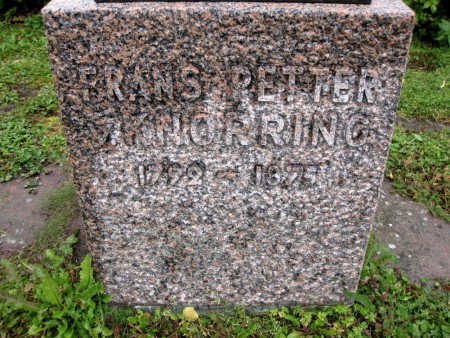 FRANS PETTER
V.KNORRING
1792-1875